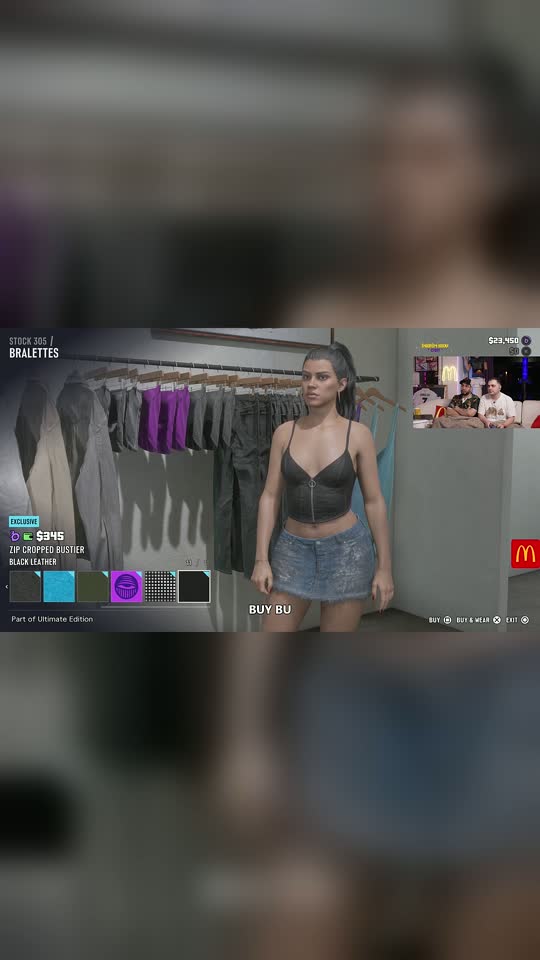 STOCK 305 /
BRALETTES
$23,450
$0
EXCLUSIVE
$345
ZIP CROPPED BUSTIER
BLACK LEATHER
BUY BU
Part of Ultimate Edition
BUY
BUY & WEAR
EXIT